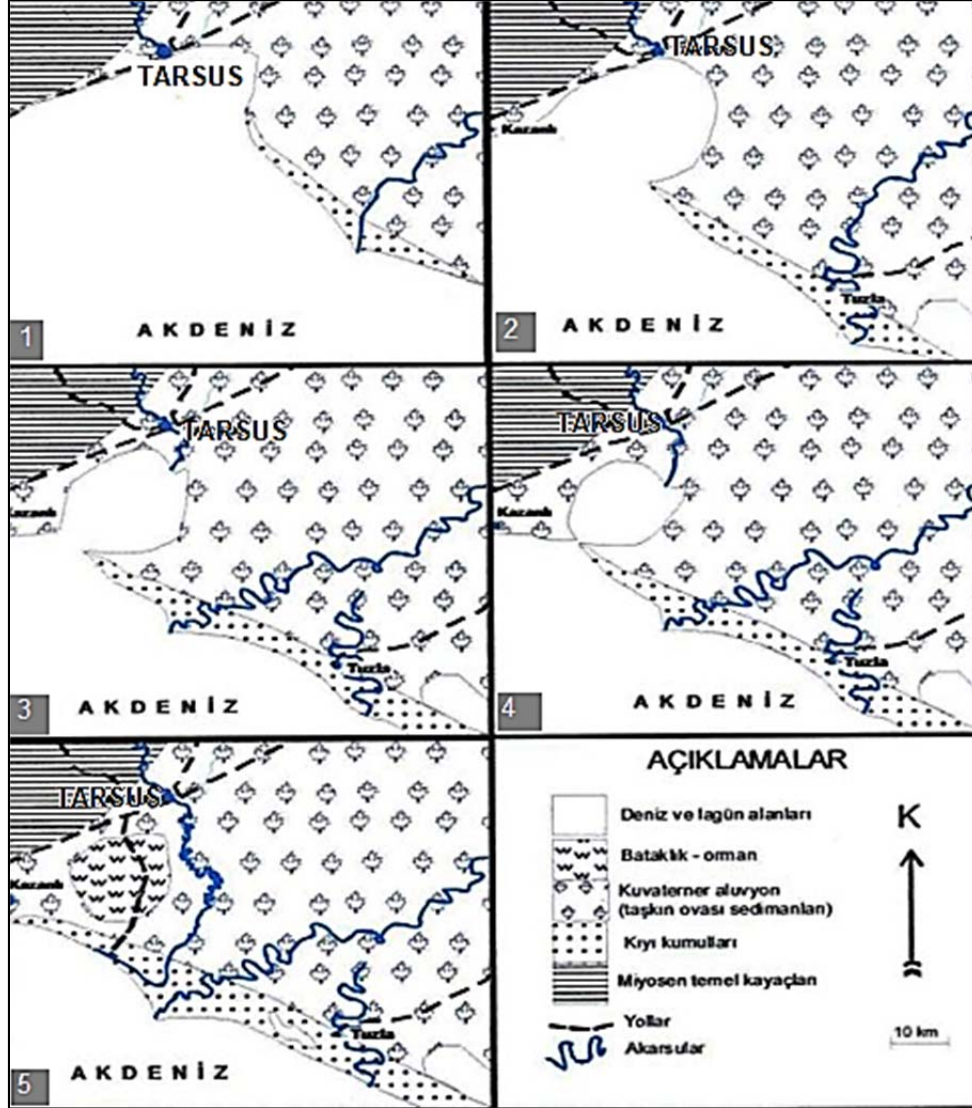 TARSUS
AKDENİZ
1
TARSUS
Kazanlı
Tuzla
AKDENİZ
2
TARSUS
Kazanlı
Tuzla
AKDENİZ
3
TARSUS
Kazanlı
Tuzla
AKDENİZ
4
TARSUS
Kazanlı
Tuzla
AKDENİZ
5
AÇIKLAMALAR
Deniz ve lagün alanları
K
Bataklık - orman
Kuvaterner aluvyon
(taşkın ovası sedimanları)
Kıyı kumulları
Miyosen temel kayaçları
Yollar
Akarsular
10 km